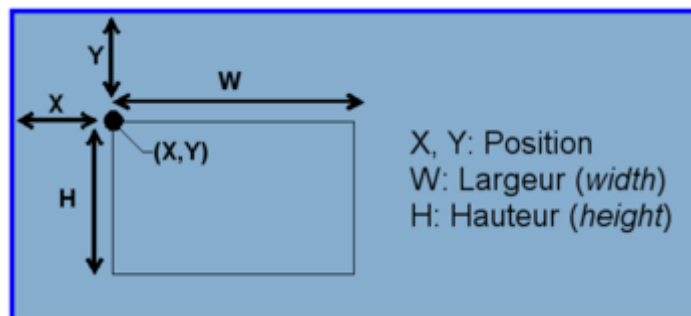 Y
W
X
(X,Y)
H
X, Y: Position
W: Largeur (width)
H: Hauteur (height)